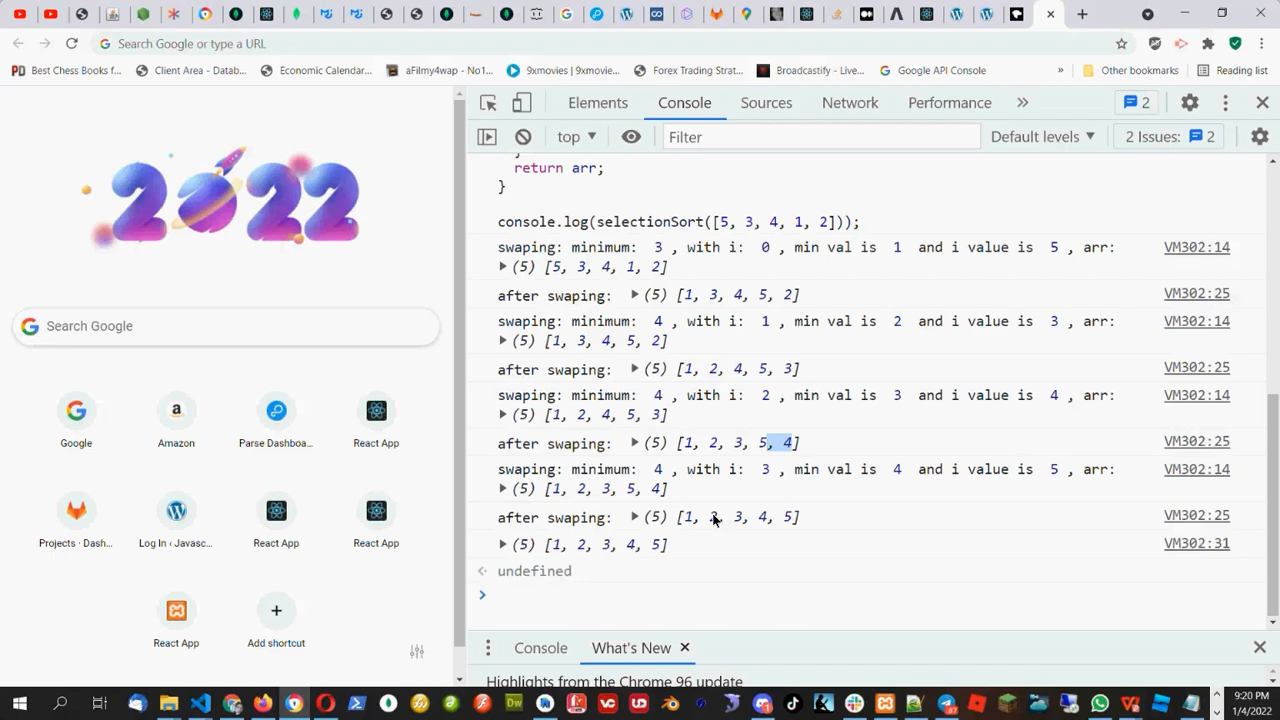 Search Google or type a URL
Best Chess Books f...
Client Area - Datab...
Economic Calendar...
aFilmy4wap - No1...
9xmovies | 9xmovie...
Forex Trading Strat...
Broadcastify - Live...
Google API Console
»
Other bookmarks
Reading list
Elements
Console
Sources
Network
Performance
»
2
top
Filter
Default levels
2 Issues: 2
}
return arr;
}
console.log(selectionSort([5, 3, 4, 1, 2]));
swaping: minimum: 3 , with i: 0 , min val is 1 and i value is 5 , arr: VM302:14
(5) [5, 3, 4, 1, 2]
after swaping: (5) [1, 3, 4, 5, 2] VM302:25
swaping: minimum: 4 , with i: 1 , min val is 2 and i value is 3 , arr: VM302:14
(5) [1, 3, 4, 5, 2]
after swaping: (5) [1, 2, 4, 5, 3] VM302:25
swaping: minimum: 4 , with i: 2 , min val is 3 and i value is 4 , arr: VM302:14
(5) [1, 2, 4, 5, 3]
after swaping: (5) [1, 2, 3, 5, 4] VM302:25
swaping: minimum: 4 , with i: 3 , min val is 4 and i value is 5 , arr: VM302:14
(5) [1, 2, 3, 5, 4]
after swaping: (5) [1, 2, 3, 4, 5] VM302:25
(5) [1, 2, 3, 4, 5] VM302:31
undefined
Console
What's New
Highlights from the Chrome 96 update
2022
Search Google
Google
Amazon
Parse Dashboa...
React App
Projects · Dash...
Log In ‹ Javasc...
React App
React App
React App
Add shortcut
9:20 PM
1/4/2022